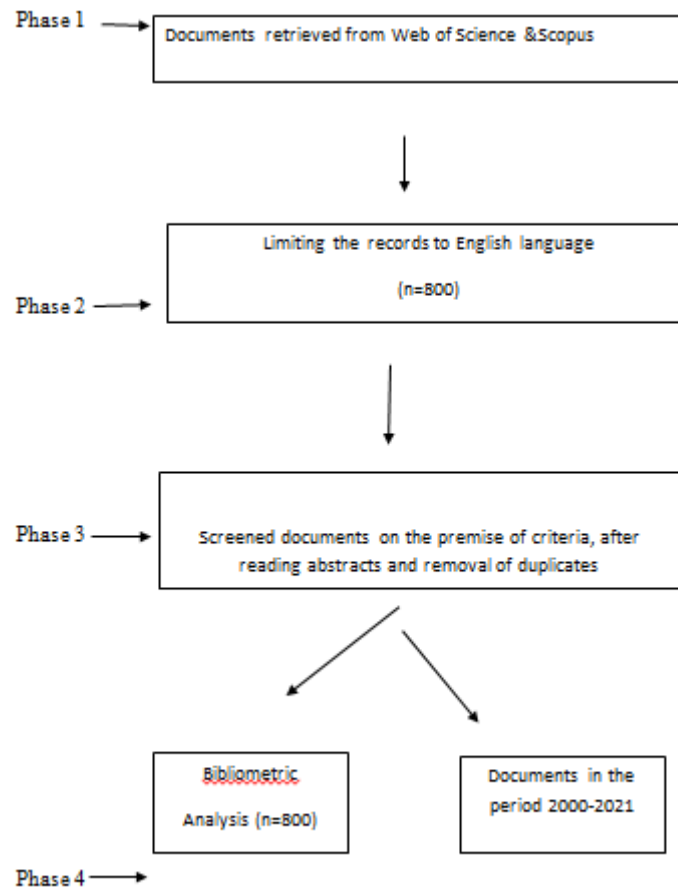 Phase 1
Documents retrieved from Web of Science &Scopus
Limiting the records to English language
(n=800)
Phase 2
Phase 3
Screened documents on the premise of criteria, after
reading abstracts and removal of duplicates
Bibliometric
Analysis (n=800)
Documents in the
period 2000-2021
Phase 4